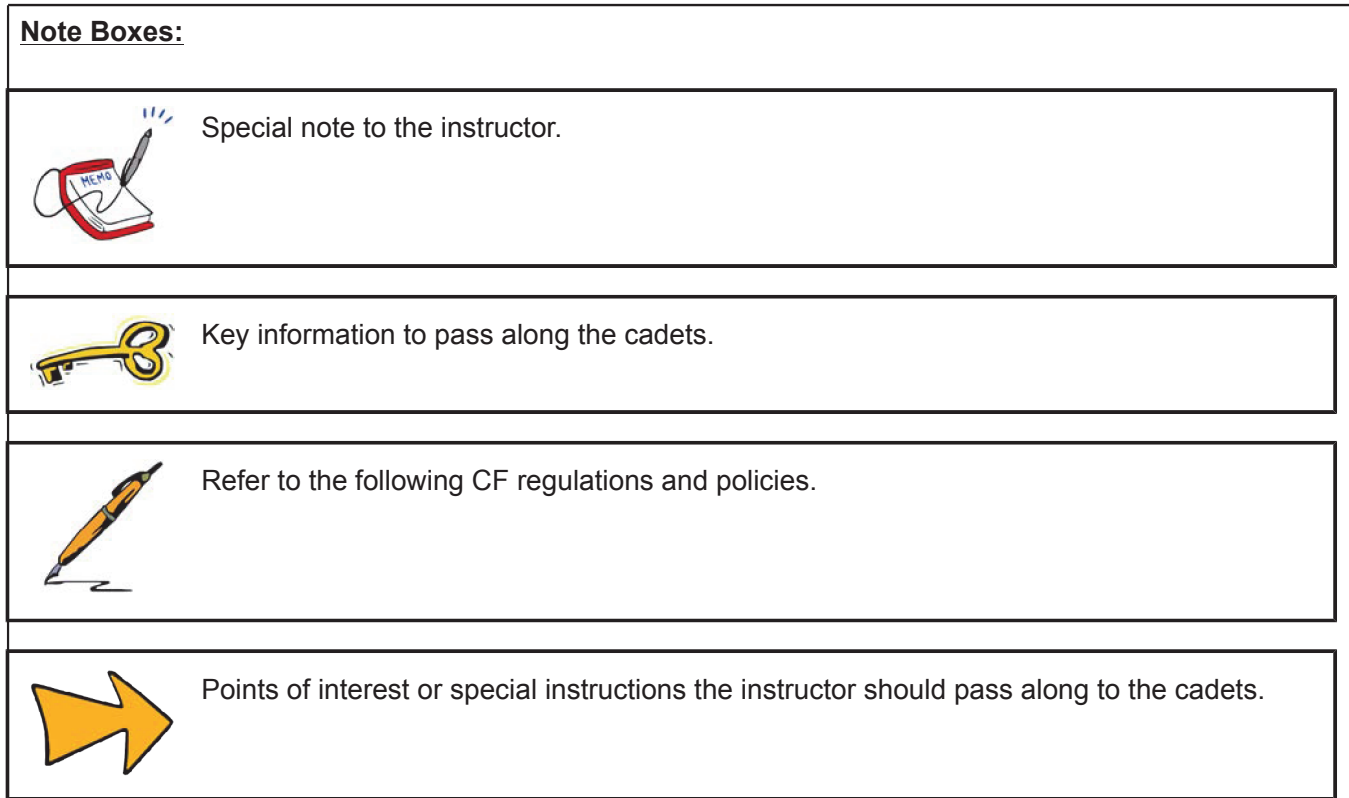 Note Boxes:
MEMO
Special note to the instructor.
Key information to pass along the cadets.
Refer to the following CF regulations and policies.
Points of interest or special instructions the instructor should pass along to the cadets.